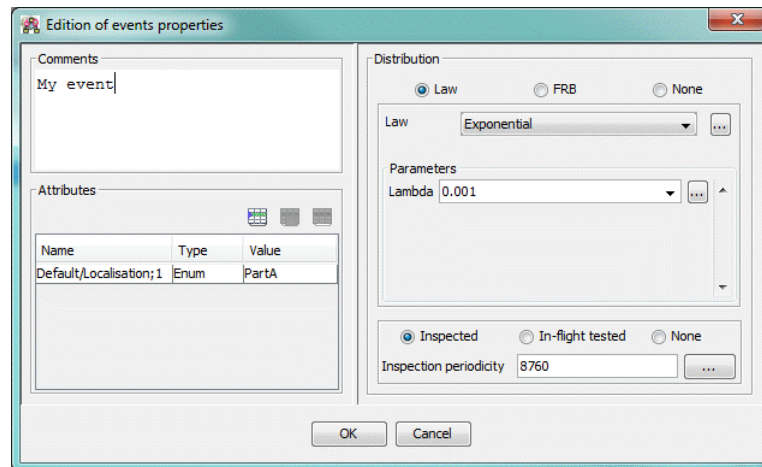 Edition of events properties
Comments
My event
Attributes
Name Type Value
Default/Localisation;1 Enum PartA
Distribution
Law FRB None
Law Exponential ...
Parameters
Lambda 0.001 ...
Inspected In-flight tested None
Inspection periodicity 8760 ...
OK Cancel